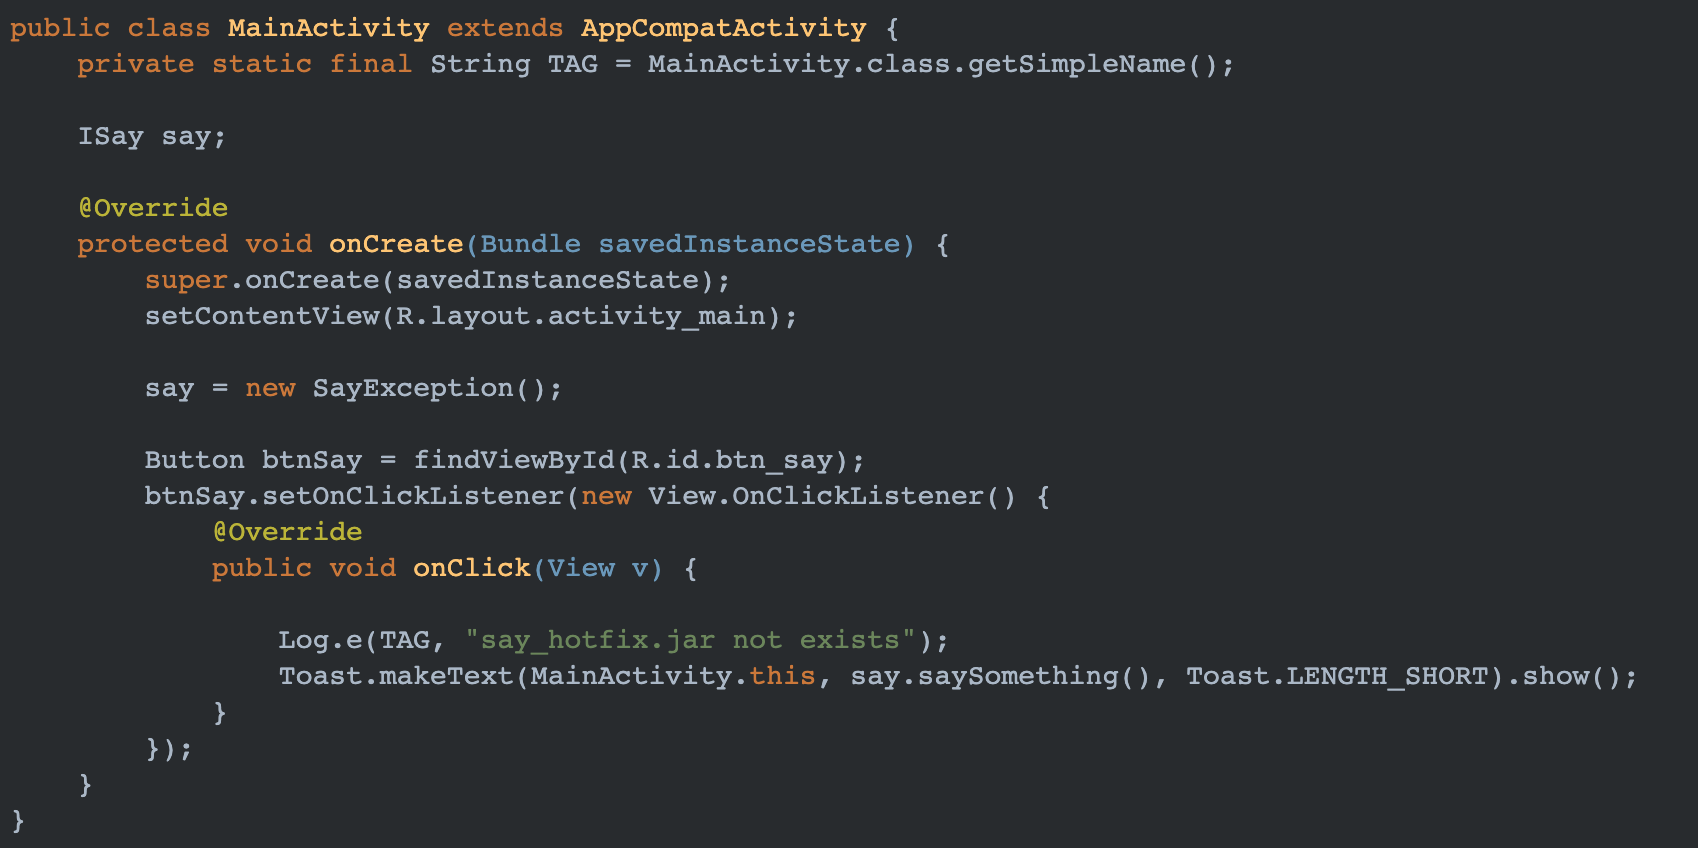 public class MainActivity extends AppCompatActivity {
    private static final String TAG = MainActivity.class.getSimpleName();

    ISay say;

    @Override
    protected void onCreate(Bundle savedInstanceState) {
        super.onCreate(savedInstanceState);
        setContentView(R.layout.activity_main);

        say = new SayException();

        Button btnSay = findViewById(R.id.btn_say);
        btnSay.setOnClickListener(new View.OnClickListener() {
            @Override
            public void onClick(View v) {

                Log.e(TAG, "say_hotfix.jar not exists");
                Toast.makeText(MainActivity.this, say.saySomething(), Toast.LENGTH_SHORT).show();
            }
        });
    }
}